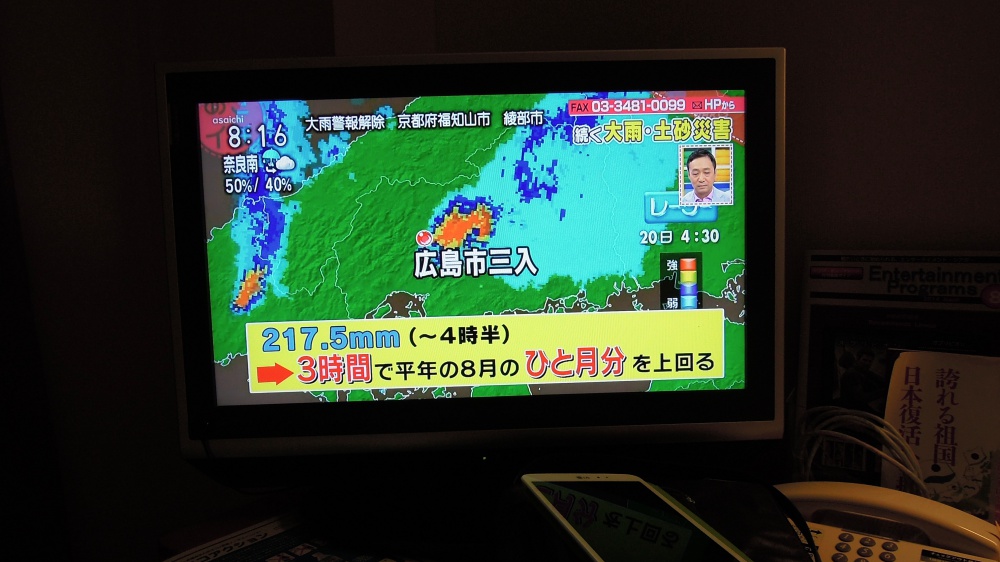 asaichi
8:16
奈良南
50%/ 40%
大雨警報解除 京都府福知山市 綾部市
FAX 03-3481-0099 HPから
続く大雨・土砂災害
20日 4:30
強
弱
広島市三入
217.5mm (～4時半)
3時間で平年の8月のひと月分を上回る
Entertainment
Programs
誇れる祖国
日本復活へ